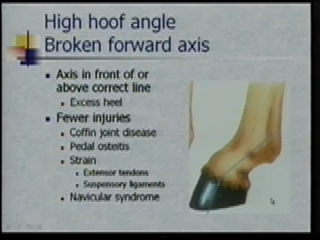 High hoof angle
Broken forward axis
Axis in front of or
above correct line
Excess heel
Fewer injuries
Coffin joint disease
Pedal osteitis
Strain
Extensor tendons
Suspensory ligaments
Navicular syndrome